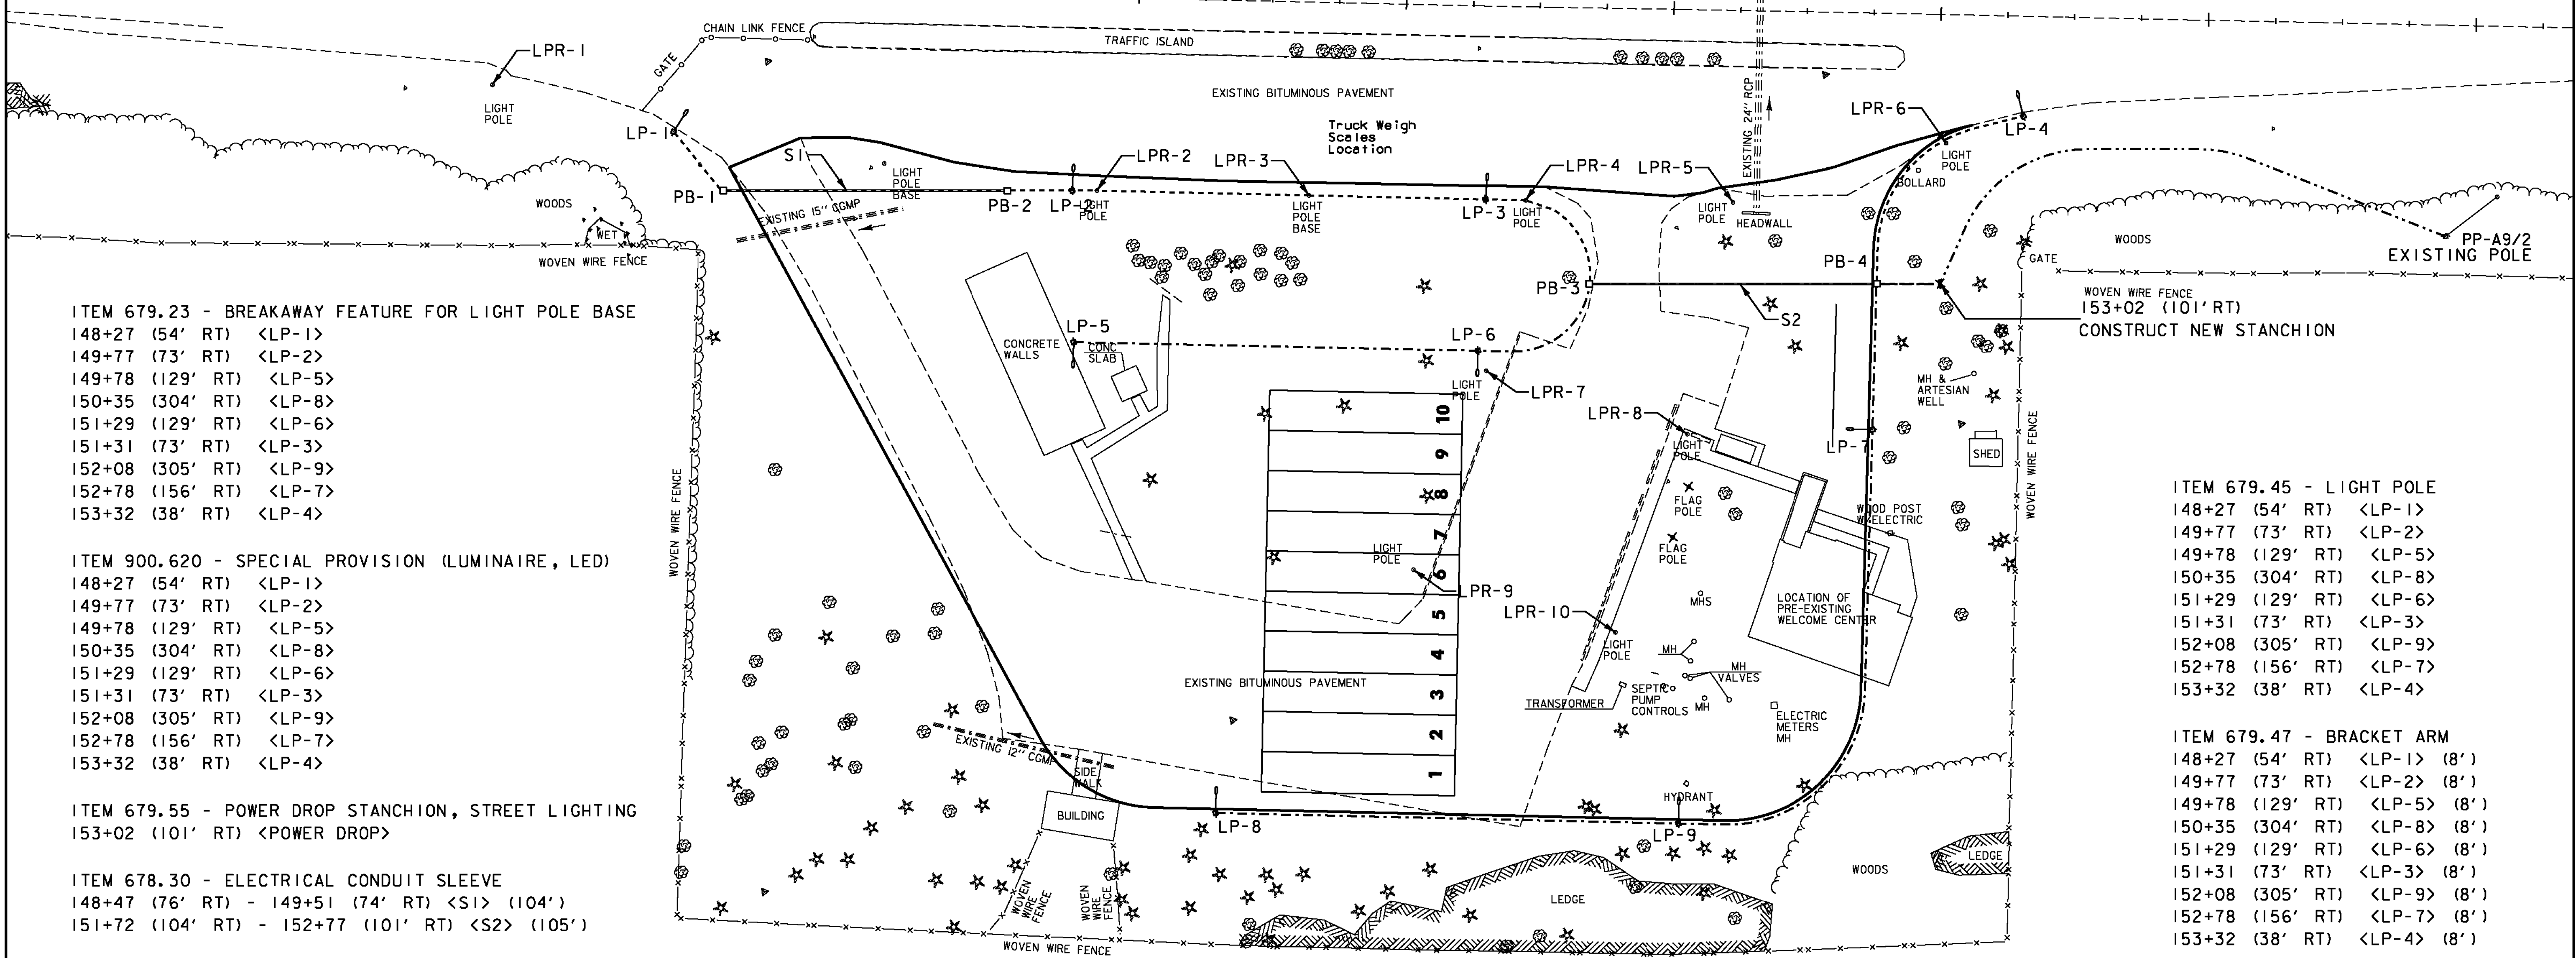 CHAIN LINK FENCE
TRAFFIC ISLAND
LPR-1
GATE
LIGHT
POLE
EXISTING BITUMINOUS PAVEMENT
EXISTING 24" RCP
LP-1
Truck Weigh
Scales
Location
LPR-6
LP-4
LIGHT
POLE
S1
LIGHT
POLE
BASE
LPR-2
LPR-3
LPR-4
LPR-5
BOLLARD
PB-1
PB-2
LP-2
LIGHT
POLE
LIGHT
POLE
BASE
LP-3
LIGHT
POLE
LIGHT
POLE
HEADWALL
WOODS
WET
WOVEN WIRE FENCE
EXISTING 15" CGMP
WOODS
GATE
PP-A9/2
EXISTING POLE
PB-3
PB-4
S2
WOVEN WIRE FENCE
153+02 (101' RT)
CONSTRUCT NEW STANCHION
ITEM 679.23 - BREAKAWAY FEATURE FOR LIGHT POLE BASE
148+27 (54' RT) <LP-1>
149+77 (73' RT) <LP-2>
149+78 (129' RT) <LP-5>
150+35 (304' RT) <LP-8>
151+29 (129' RT) <LP-6>
151+31 (73' RT) <LP-3>
152+08 (305' RT) <LP-9>
152+78 (156' RT) <LP-7>
153+32 (38' RT) <LP-4>
ITEM 900.620 - SPECIAL PROVISION (LUMINAIRE, LED)
148+27 (54' RT) <LP-1>
149+77 (73' RT) <LP-2>
149+78 (129' RT) <LP-5>
150+35 (304' RT) <LP-8>
151+29 (129' RT) <LP-6>
151+31 (73' RT) <LP-3>
152+08 (305' RT) <LP-9>
152+78 (156' RT) <LP-7>
153+32 (38' RT) <LP-4>
ITEM 679.55 - POWER DROP STANCHION, STREET LIGHTING
153+02 (101' RT) <POWER DROP>
ITEM 678.30 - ELECTRICAL CONDUIT SLEEVE
148+47 (76' RT) - 149+51 (74' RT) <S1> (104')
151+72 (104' RT) - 152+77 (101' RT) <S2> (105')
WOVEN WIRE FENCE
CONCRETE
WALLS
LP-5
CONC
SLAB
LP-6
LIGHT
POLE
LPR-7
LPR-8
LIGHT
POLE
LP-7
MH &
ARTESIAN
WELL
SHED
WOVEN WIRE FENCE
10
9
8
7
6
5
4
3
2
1
LIGHT
POLE
LPR-9
FLAG
POLE
FLAG
POLE
WOOD POST
W/ELECTRIC
MHS
LPR-10
LIGHT
POLE
LOCATION OF
PRE-EXISTING
WELCOME CENTER
MHS
MH
MH
VALVES
EXISTING BITUMINOUS PAVEMENT
TRANSFORMER
SEPTIC
PUMP
CONTROLS
MH
ELECTRIC
METERS
MH
HYDRANT
EXISTING 12" CGMP
SIDE
WALK
BUILDING
LP-8
LP-9
WOVEN
WIRE
FENCE
WOVEN
WIRE
FENCE
WOVEN WIRE FENCE
LEDGE
WOODS
LEDGE
ITEM 679.45 - LIGHT POLE
148+27 (54' RT) <LP-1>
149+77 (73' RT) <LP-2>
149+78 (129' RT) <LP-5>
150+35 (304' RT) <LP-8>
151+29 (129' RT) <LP-6>
151+31 (73' RT) <LP-3>
152+08 (305' RT) <LP-9>
152+78 (156' RT) <LP-7>
153+32 (38' RT) <LP-4>
ITEM 679.47 - BRACKET ARM
148+27 (54' RT) <LP-1> (8')
149+77 (73' RT) <LP-2> (8')
149+78 (129' RT) <LP-5> (8')
150+35 (304' RT) <LP-8> (8')
151+29 (129' RT) <LP-6> (8')
151+31 (73' RT) <LP-3> (8')
152+08 (305' RT) <LP-9> (8')
152+78 (156' RT) <LP-7> (8')
153+32 (38' RT) <LP-4> (8')